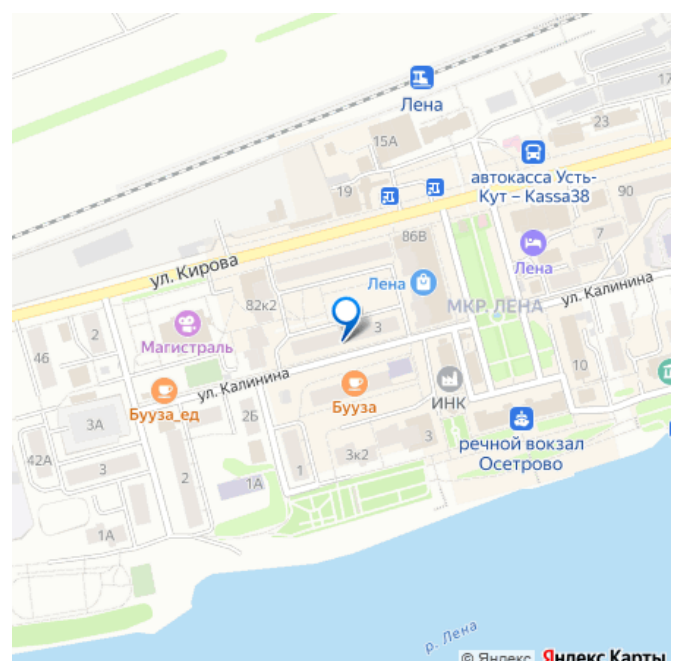 Лена
17
23
15А
автокасса Усть-
Кут – Kassa38
19
90
86В
7
Лена
ул. Кирова
Лена
ул. Калинина
82к2
МКР. ЛЕНА
3
2
46
Магистраль
10
ул. Калинина
Бууза_ед
Бууза
ИНК
2Б
3А
речной вокзал
Осетрово
3
3к2
42А
3
2
1
1А
1А
р. Лена
© Яндекс Яндекс Карты